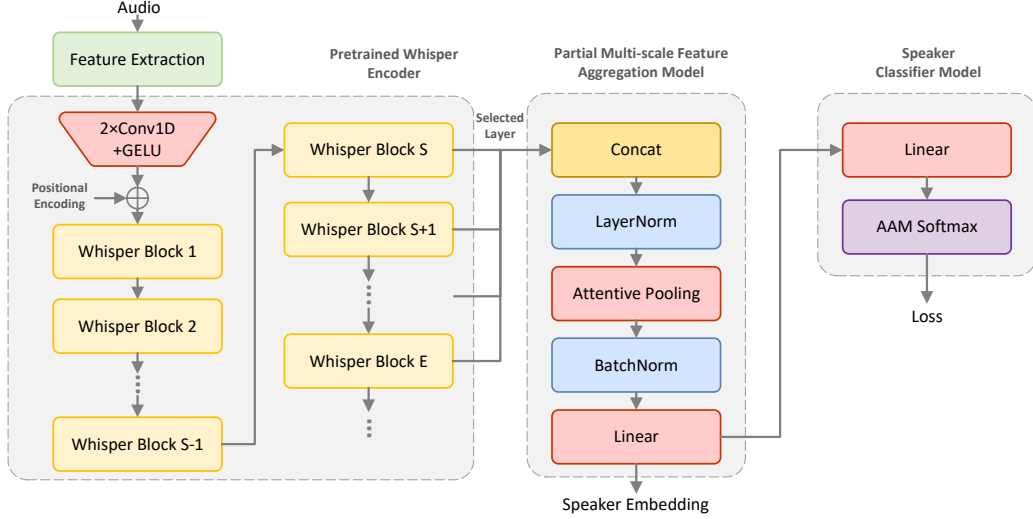 Audio
Feature Extraction
Pretrained Whisper
Encoder
2×Conv1D
+GELU
Positional
Encoding
Whisper Block 1
Whisper Block 2
Whisper Block S-1
Whisper Block S
Whisper Block S+1
Whisper Block E
Selected
Layer
Partial Multi-scale Feature
Aggregation Model
Concat
LayerNorm
Attentive Pooling
BatchNorm
Linear
Speaker Embedding
Speaker
Classifier Model
Linear
AAM Softmax
Loss